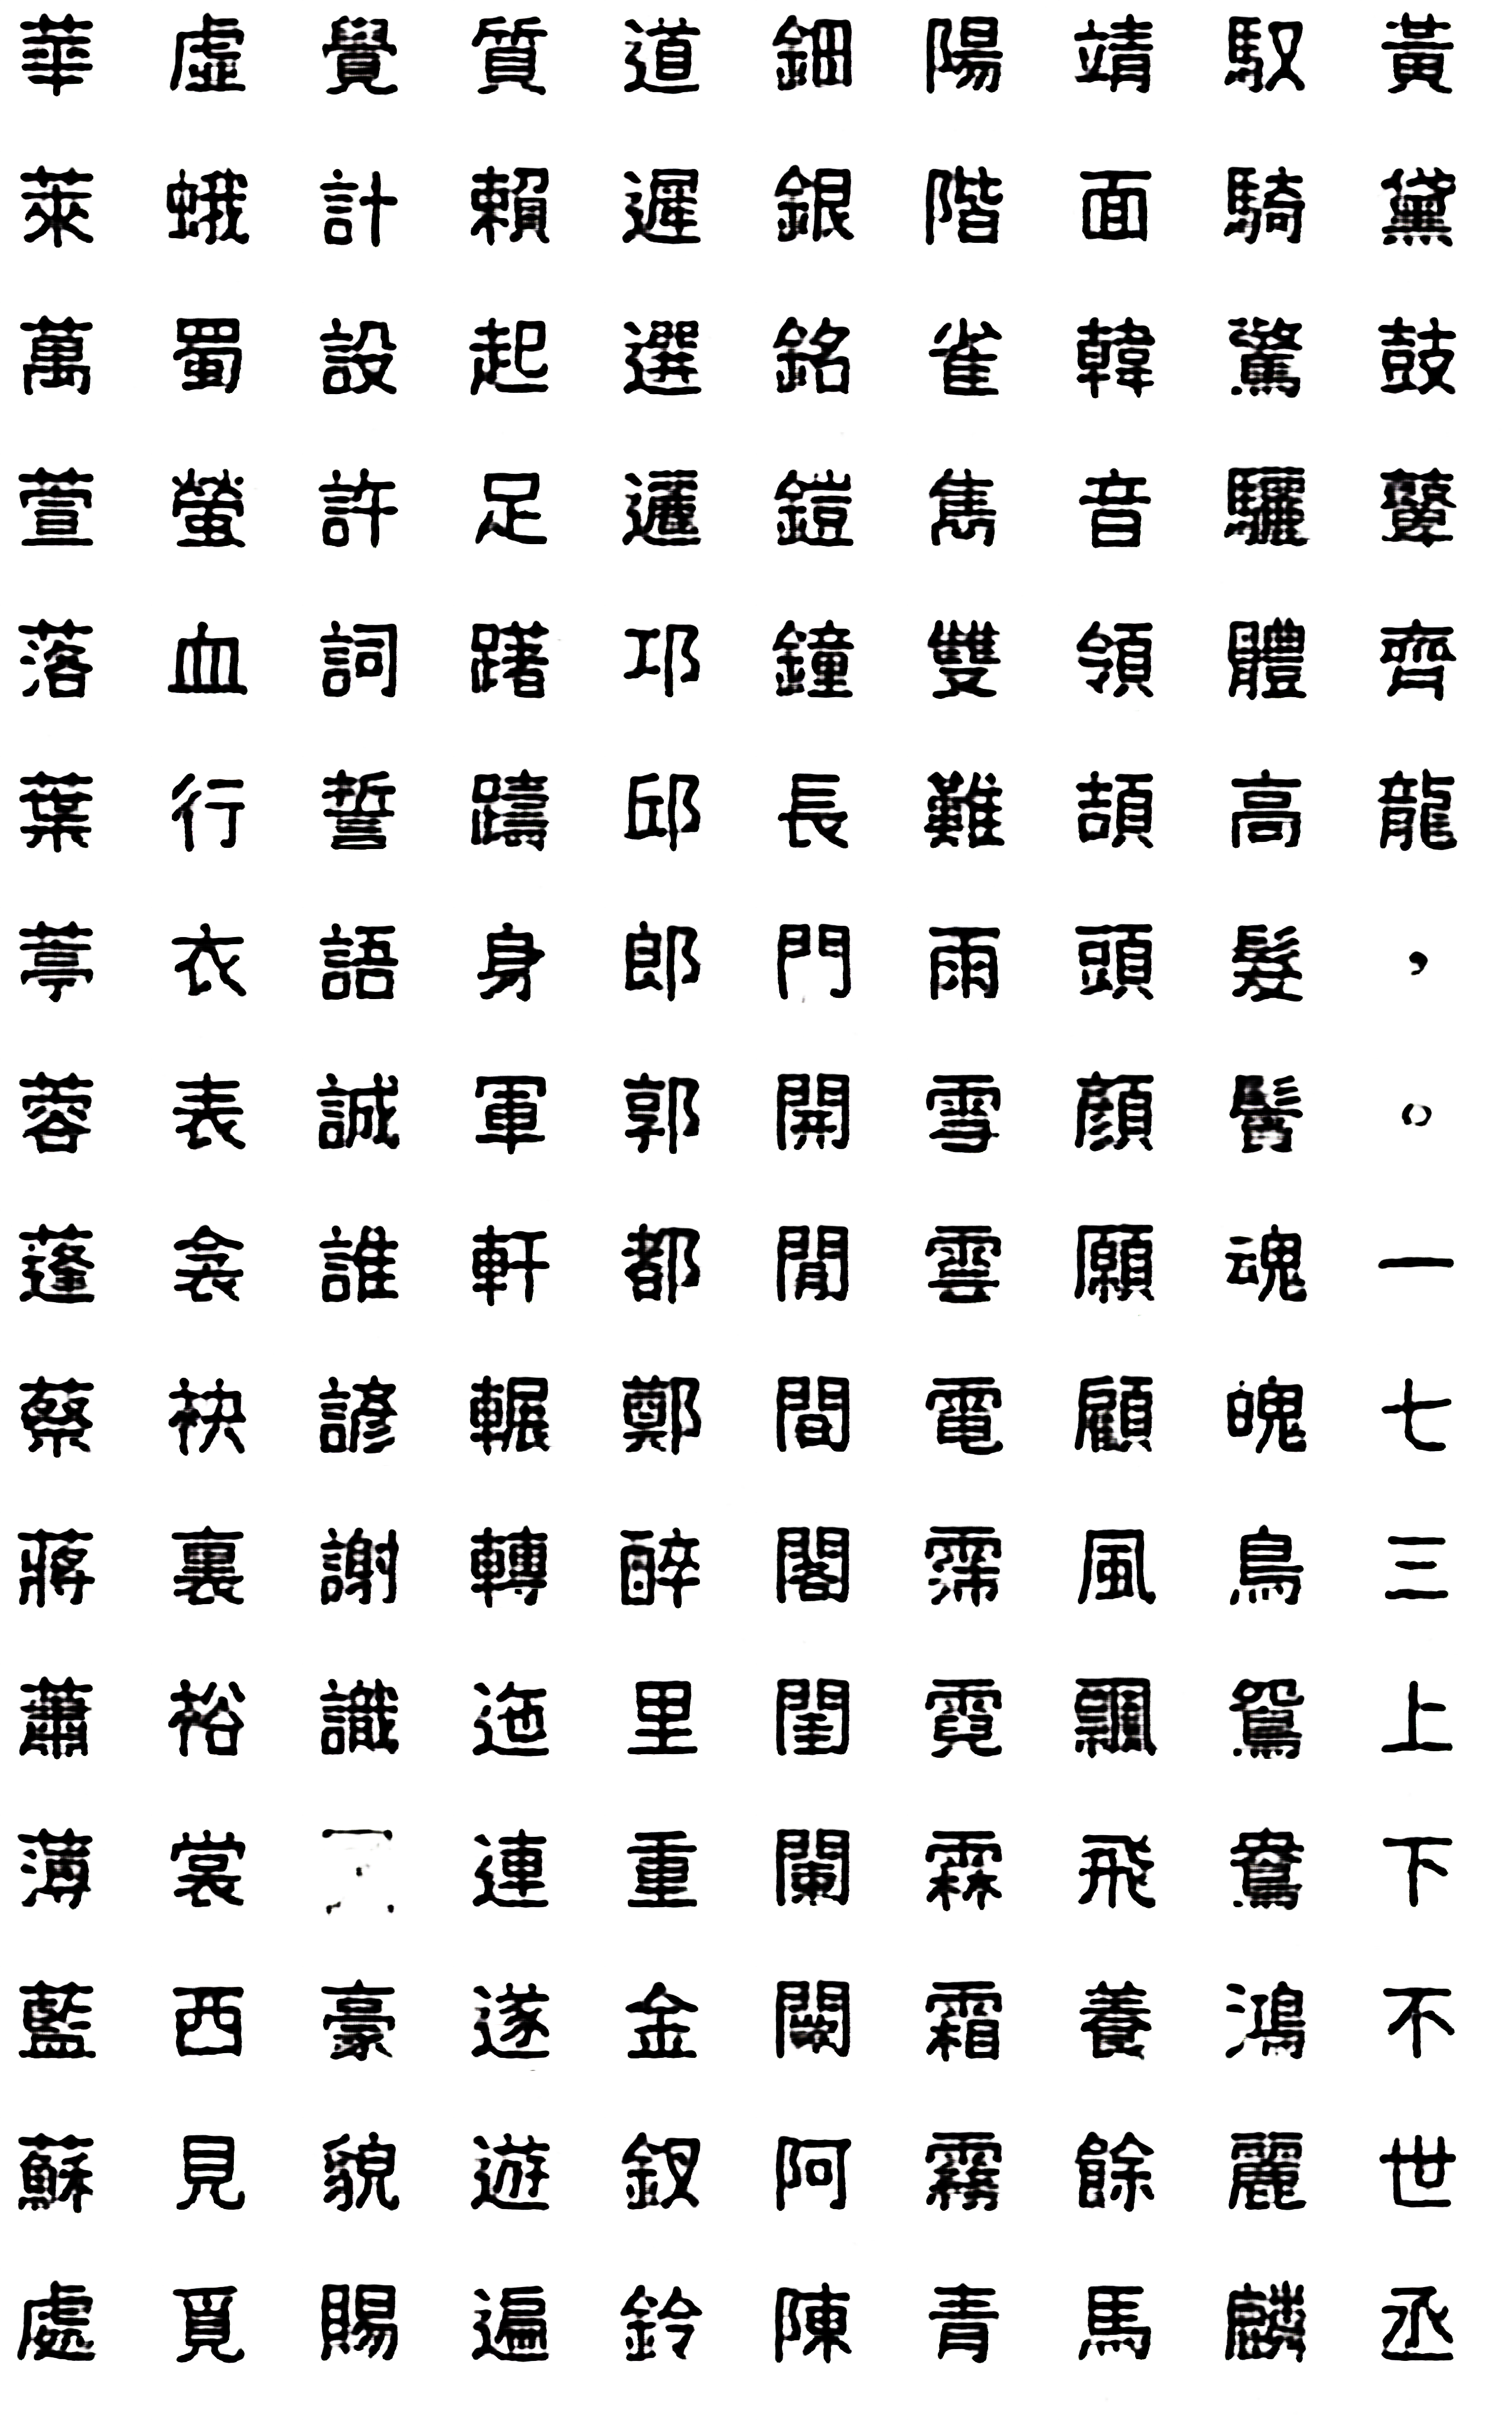 華萊萬萱落葉葶蓉蓬蔡蔣蕭薄藍蘇處
虛蛾蜀螢血行衣表衾袂裏裕裳西見覓
覺計設許詞誓語誠誰諺謝識豪貌賜
質賴起足躇躊身軍軒輾轉迤連遂遊遍
道遲選邐邛邱郎郭都鄭醉里重金釵鈴
鈿銀銘鎧鐘長門開閒間閣閨闌闕阿陳
陽階雀雋雙難雨雪雲電霈霓霖霜霧青
靖面韓音領頡頭顏願顧風飄飛養餘馬
馭騎驚驪體高髮鬢魂魄鳥鴛鴦鴻麗麟
黃黛鼓鼙齊龍，。一七三上下不世丞